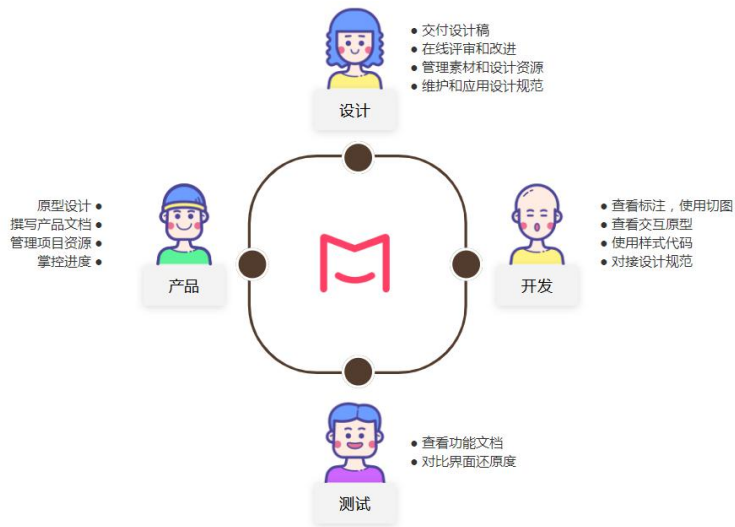 ● 交付设计稿
● 在线评审和改进
● 管理素材和设计资源
● 维护和应用设计规范
设计
原型设计 ●
撰写产品文档 ●
管理项目资源 ●
掌控进度 ●
产品
● 查看标注，使用切图
● 查看交互原型
● 使用样式代码
● 对接设计规范
开发
● 查看功能文档
● 对比界面还原度
测试